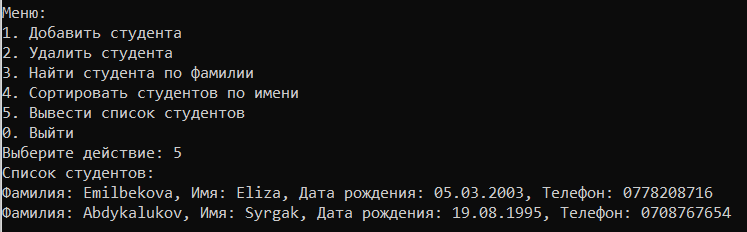 Меню:
1. Добавить студента
2. Удалить студента
3. Найти студента по фамилии
4. Сортировать студентов по имени
5. Вывести список студентов
0. Выйти
Выберите действие: 5
Список студентов:
Фамилия: Emilbekova, Имя: Eliza, Дата рождения: 05.03.2003, Телефон: 0778208716
Фамилия: Abdykalukov, Имя: Syrgak, Дата рождения: 19.08.1995, Телефон: 0708767654